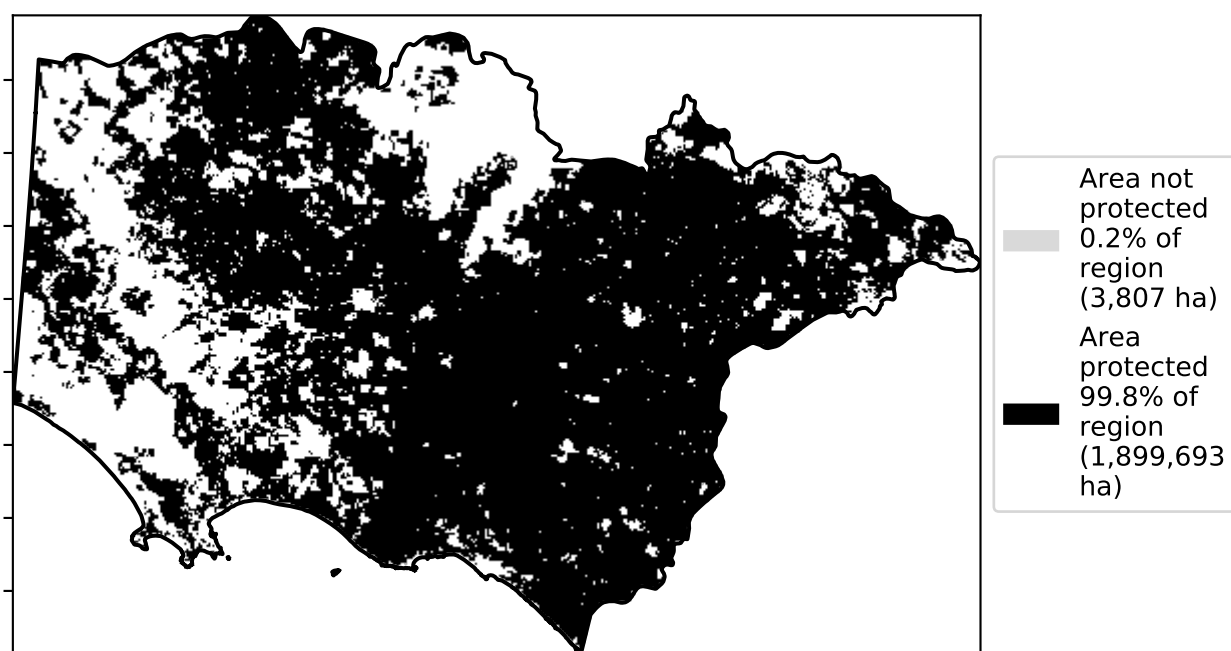 Area not
protected
0.2% of
region
(3,807 ha)
Area
protected
99.8% of
region
(1,899,693
ha)